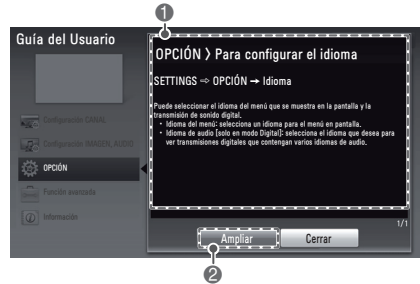 1
Guía del Usuario
Configuración CANAL
Configuración IMAGEN, AUDIO
OPCIÓN
Función avanzada
Información
OPCIÓN 〉 Para configurar el idioma
SETTINGS ⇨ OPCIÓN ➙ Idioma
Puede seleccionar el idioma del menú que se muestra en la pantalla y la
transmisión de sonido digital.
• Idioma del menú: selecciona un idioma para el menú en pantalla.
• Idioma de audio [solo en modo Digital]: selecciona el idioma que desea para
ver transmisiones digitales que contengan varios idiomas de audio.
1/1
Ampliar
Cerrar
2